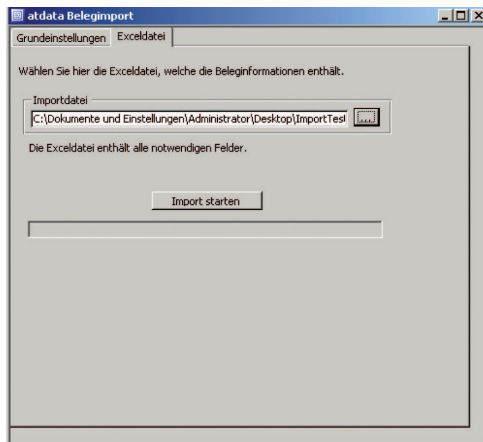 atdata Belegimport
Grundeinstellungen Exceldatei
Wählen Sie hier die Exceldatei, welche die Beleginformationen enthält.
Importdatei
C:\Dokumente und Einstellungen\Administrator\Desktop\ImportTest ...
Die Exceldatei enthält alle notwendigen Felder.
Import starten